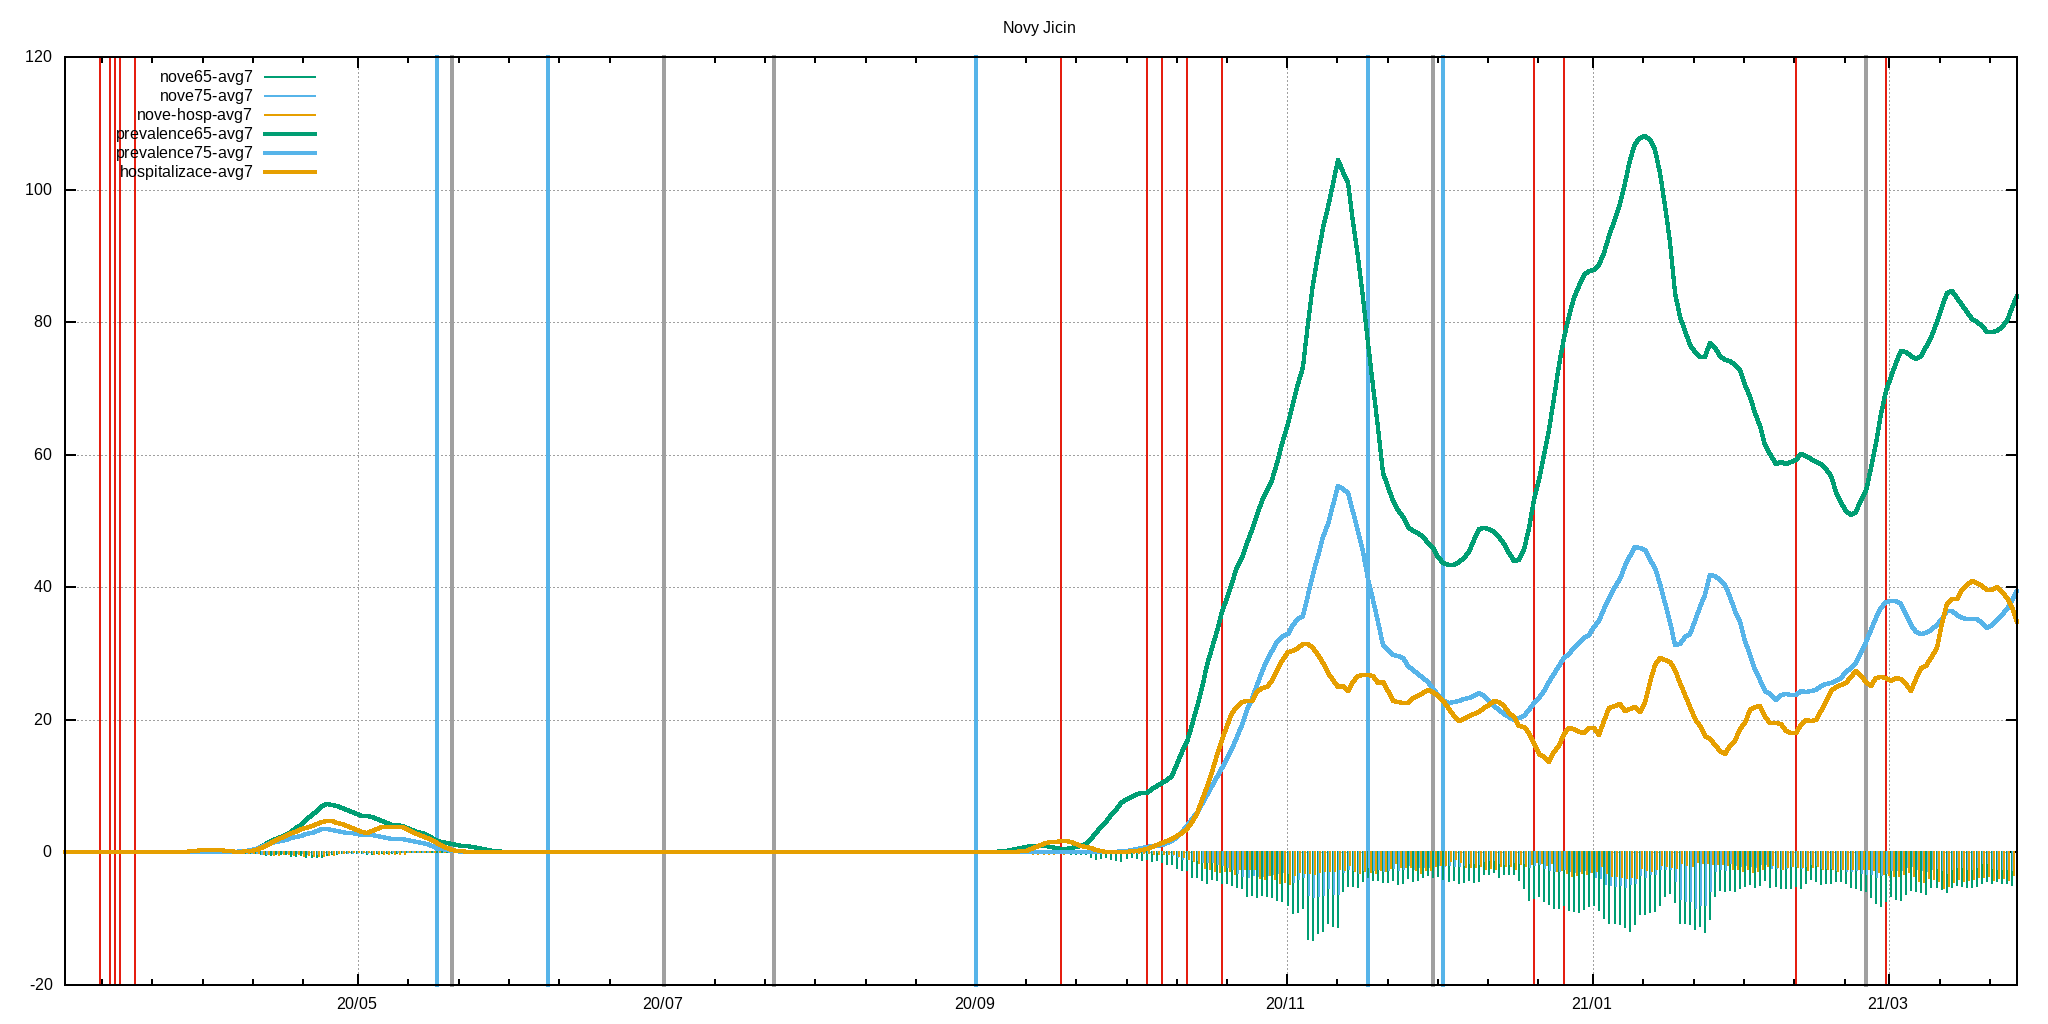 Novy Jicin
120
100
80
60
40
20
0
-20
nove65-avg7
nove75-avg7
nove-hosp-avg7
prevalence65-avg7
prevalence75-avg7
hospitalizace-avg7
20/05
20/07
20/09
20/11
21/01
21/03